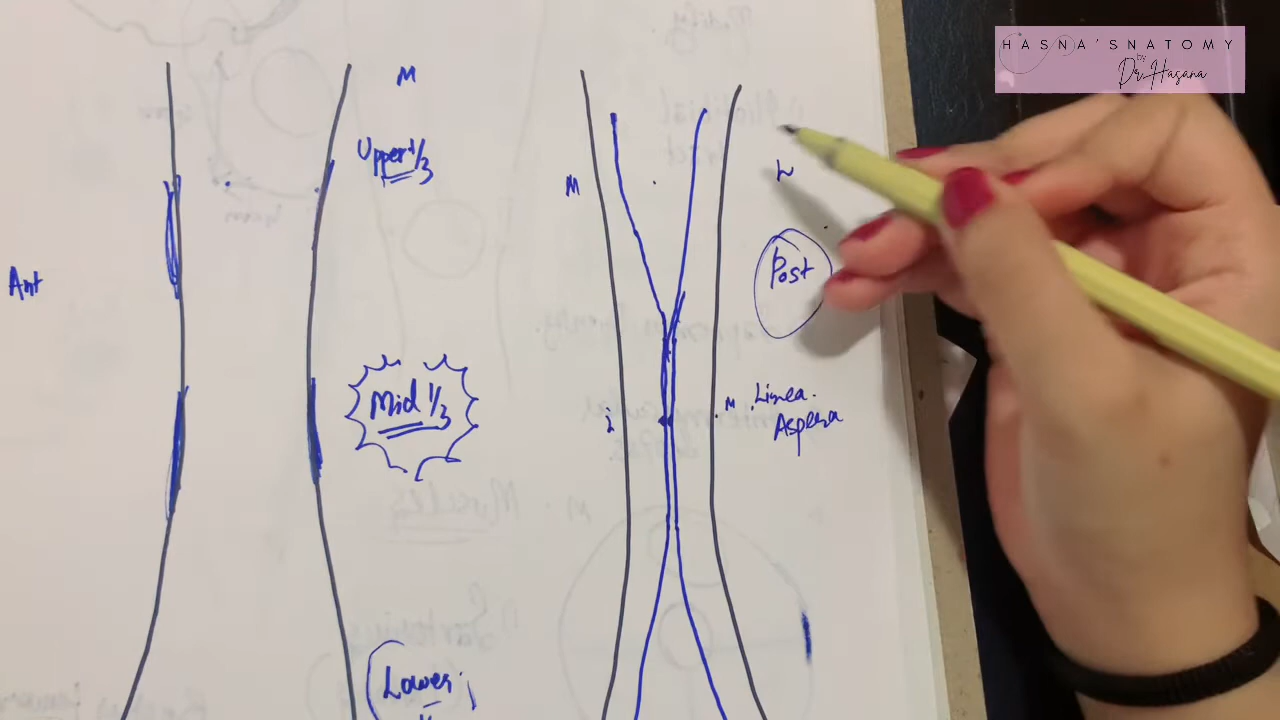 HASNA'SNATOMY
by
Dr.Hasana
M
Upper 1/3
Ant
Mid 1/3
Lower
M
L
Post
M
Linea
Aspera
i